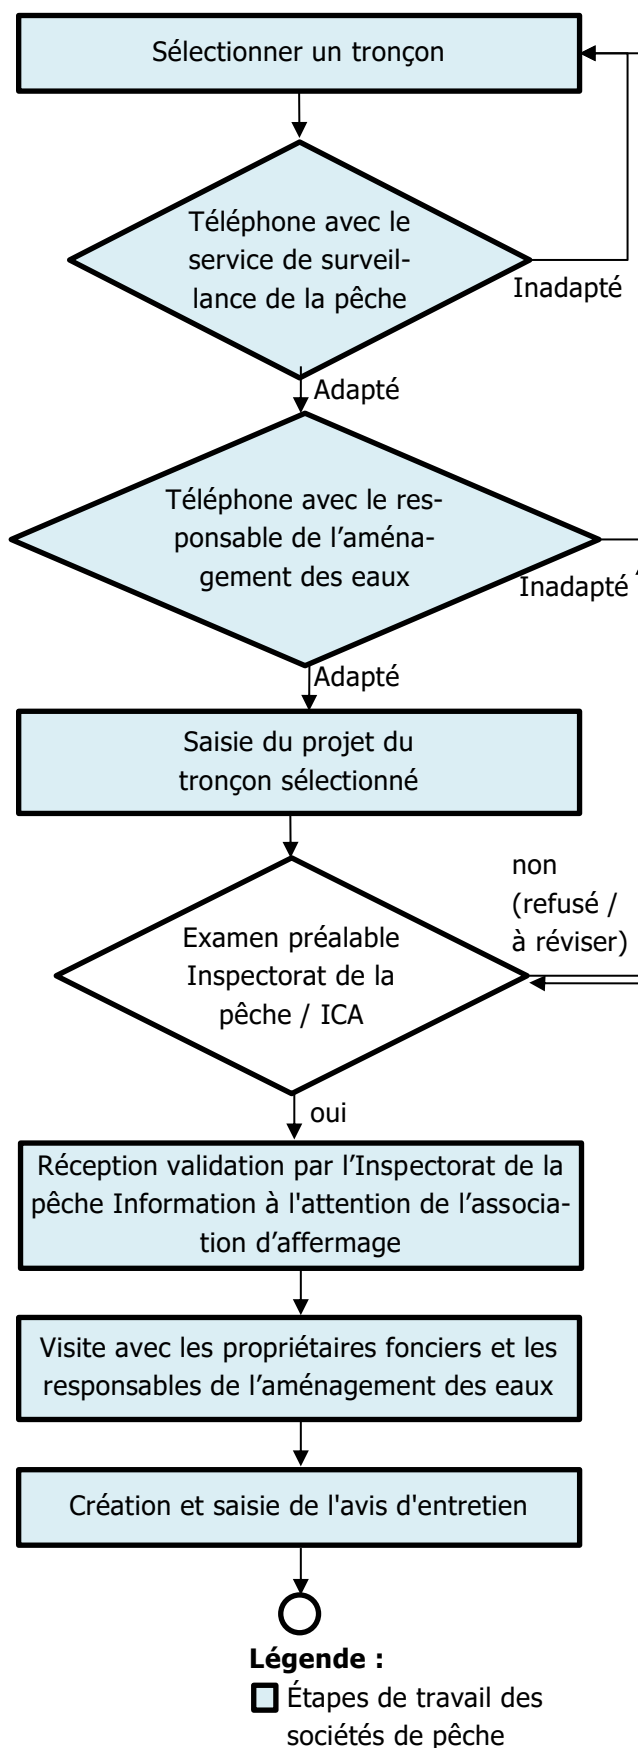 Sélectionner un tronçon
Téléphone avec le
service de surveil-
lance de la pêche
Inadapté
Adapté
Téléphone avec le res-
ponsable de l’aména-
gement des eaux
Inadapté
Adapté
Saisie du projet du
tronçon sélectionné
non
(refusé /
à réviser)
Examen préalable
Inspectorat de la
pêche / ICA
oui
Réception validation par l’Inspectorat de la
pêche Information à l'attention de l’associa-
tion d’affermage
Visite avec les propriétaires fonciers et les
responsables de l’aménagement des eaux
Création et saisie de l'avis d'entretien
Légende :
Étapes de travail des
sociétés de pêche